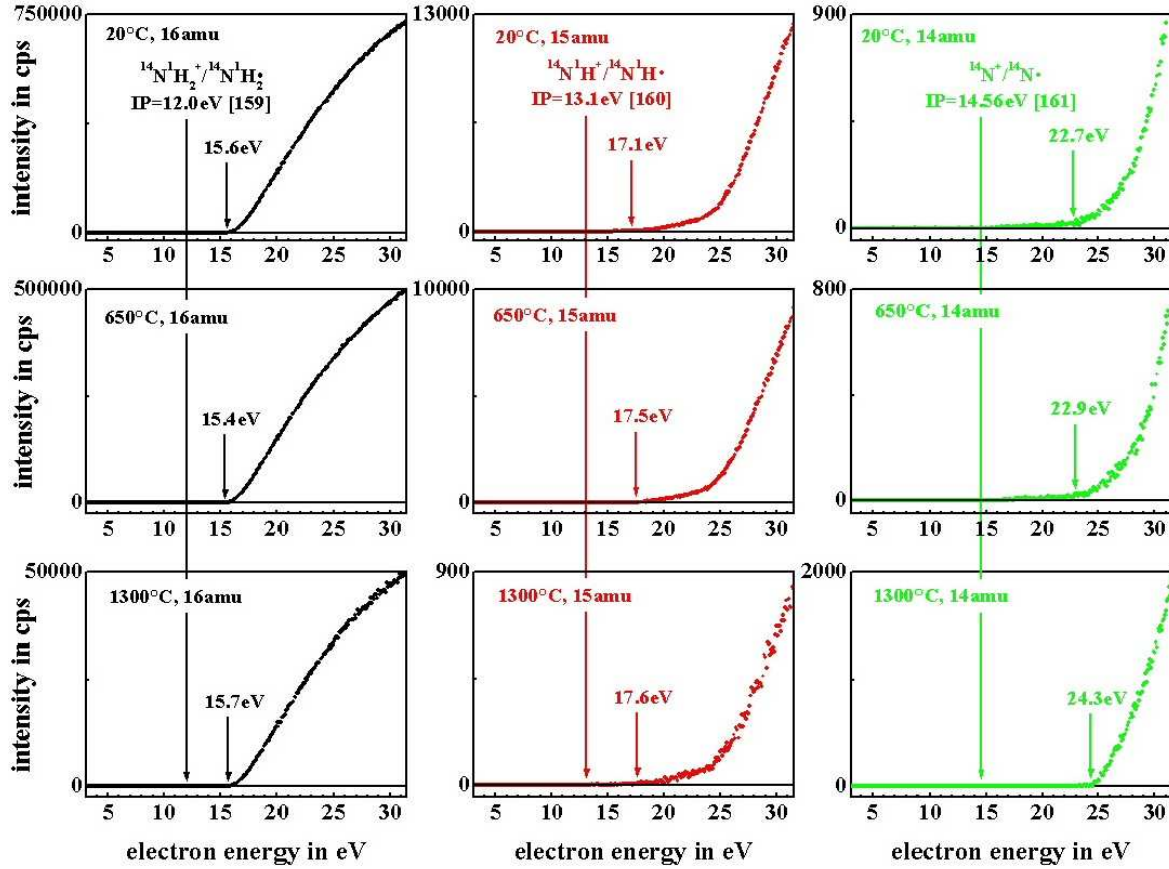 750000
20°C, 16amu
¹⁴N¹H₂⁺/¹⁴N¹H₂•
IP=12.0eV [159]
15.6eV
0
5 10 15 20 25 30
intensity in cps
13000
20°C, 15amu
¹⁴N¹H⁺/¹⁴N¹H•
IP=13.1eV [160]
17.1eV
0
5 10 15 20 25 30
900
20°C, 14amu
¹⁴N⁺/¹⁴N•
IP=14.56eV [161]
22.7eV
0
5 10 15 20 25 30
500000
650°C, 16amu
15.4eV
0
5 10 15 20 25 30
intensity in cps
10000
650°C, 15amu
17.5eV
0
5 10 15 20 25 30
800
650°C, 14amu
22.9eV
0
5 10 15 20 25 30
50000
1300°C, 16amu
15.7eV
0
5 10 15 20 25 30
intensity in cps
electron energy in eV
900
1300°C, 15amu
17.6eV
0
5 10 15 20 25 30
electron energy in eV
2000
1300°C, 14amu
24.3eV
0
5 10 15 20 25 30
electron energy in eV